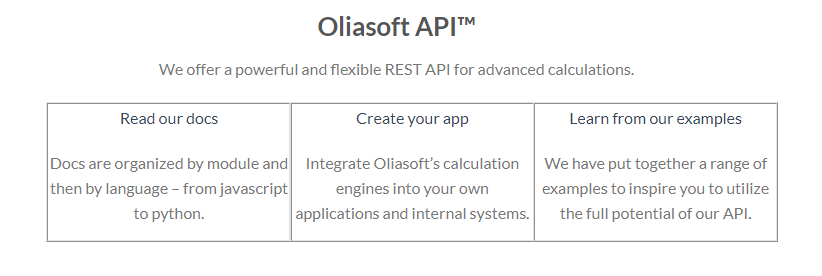 Oliasoft API™
We offer a powerful and flexible REST API for advanced calculations.
Read our docs
Docs are organized by module and
then by language – from javascript
to python.
Create your app
Integrate Oliasoft’s calculation
engines into your own
applications and internal systems.
Learn from our examples
We have put together a range of
examples to inspire you to utilize
the full potential of our API.